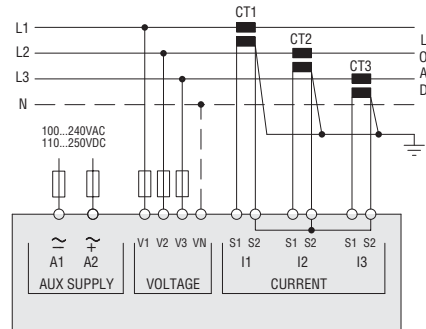 CT1
L1
CT2
L2
CT3
L3
N
L
O
A
D
100...240VAC
110...250VDC
V1 V2 V3 VN
S1 S2 S1 S2 S1 S2
A1 A2
I1 I2 I3
AUX SUPPLY VOLTAGE CURRENT